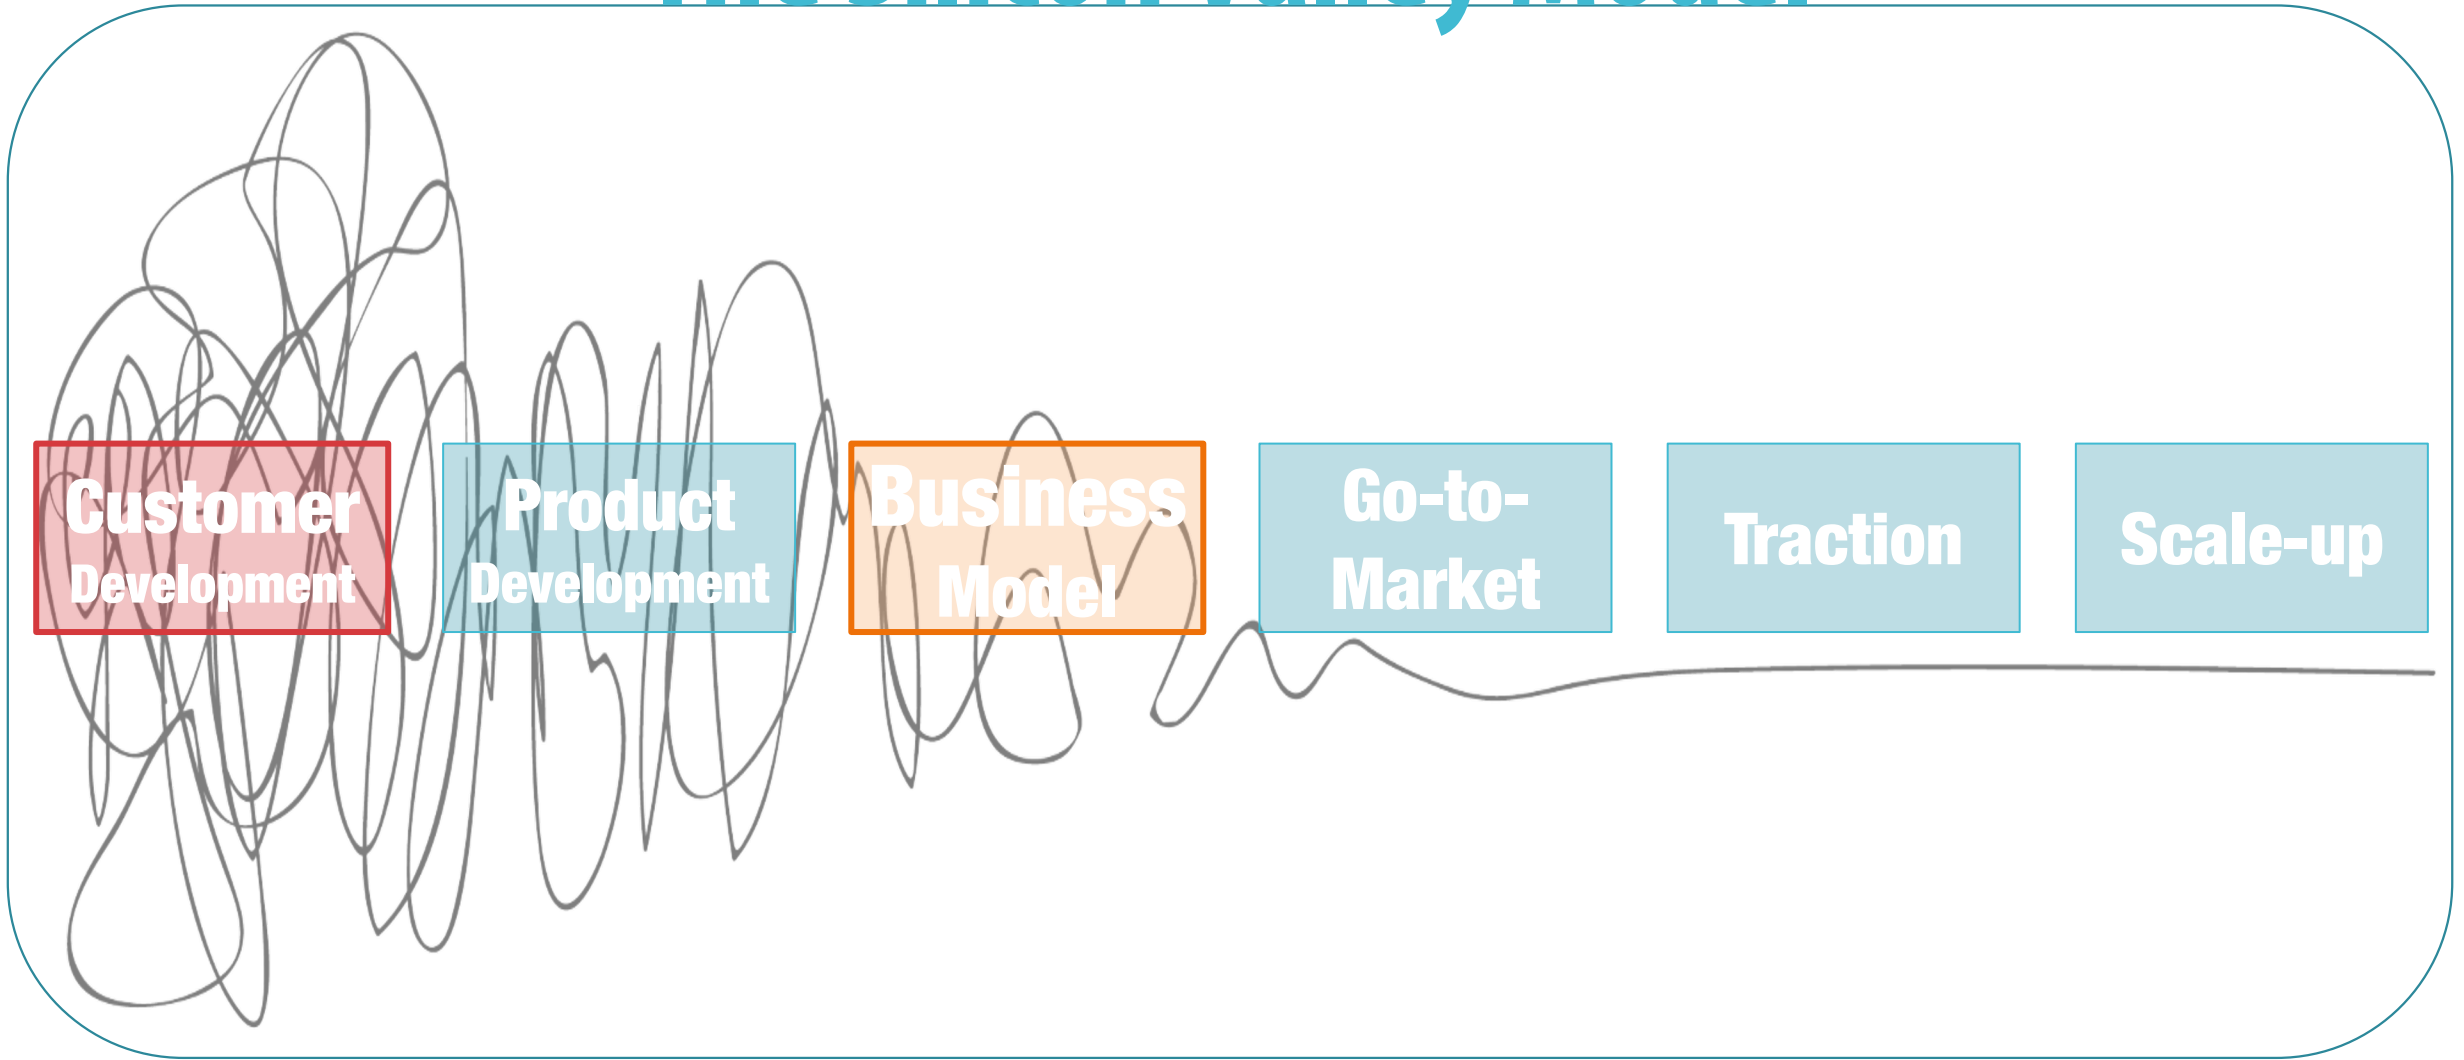 Customer
Development
Product
Development
Business
Model
Go-to-
Market
Traction
Scale-up